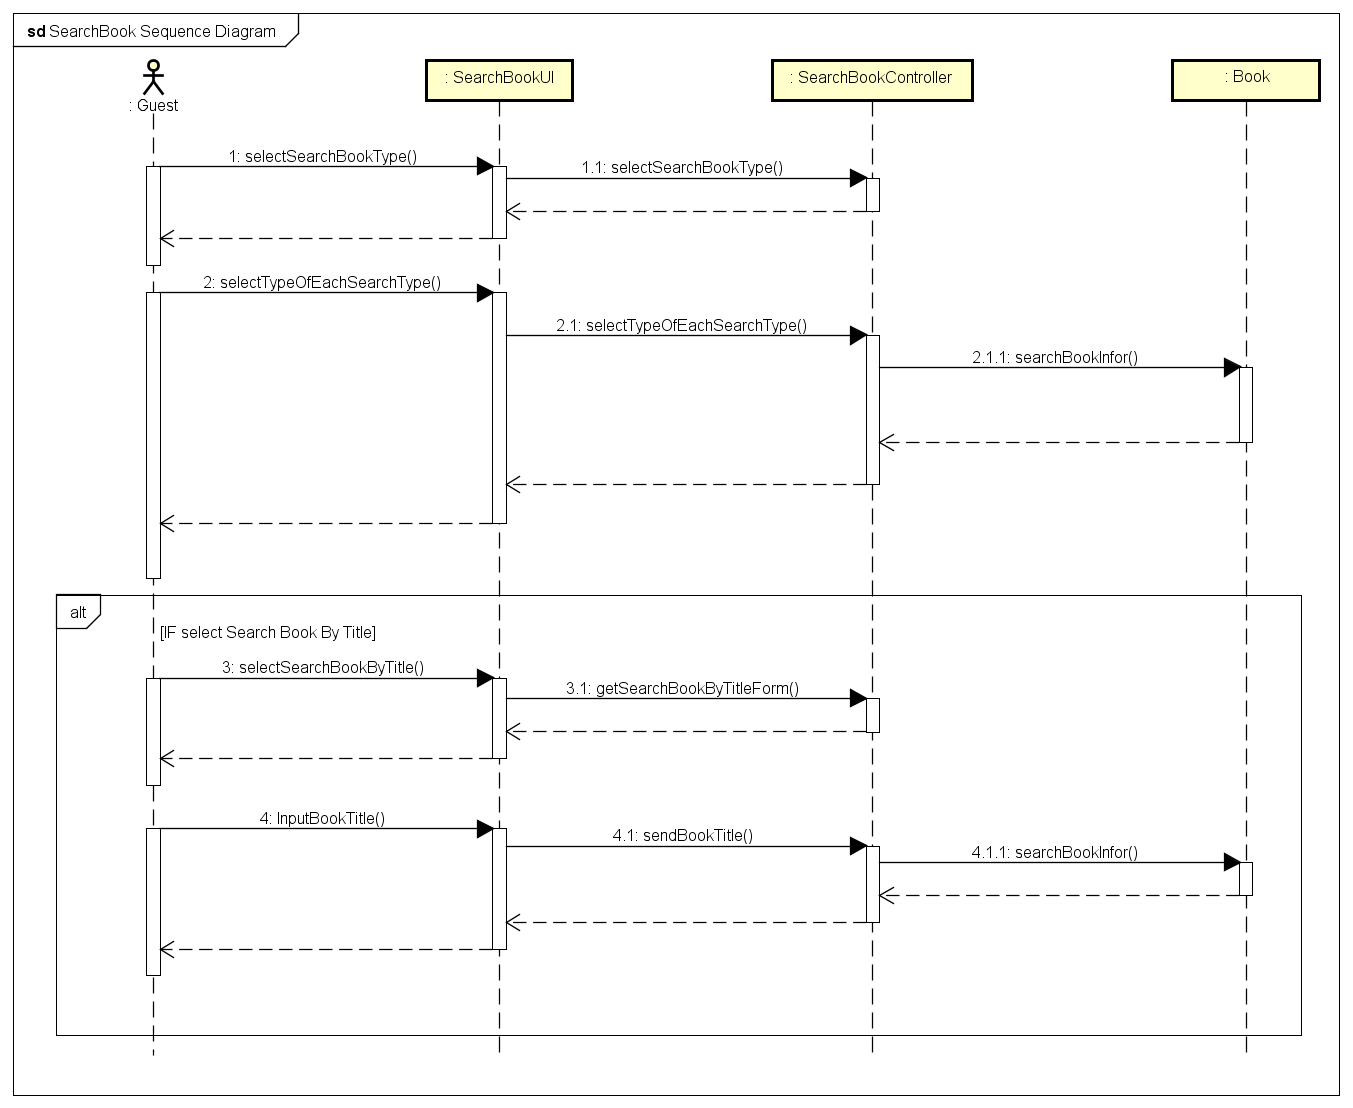 sd SearchBook Sequence Diagram
: Guest
: SearchBookUI
: SearchBookController
: Book
1: selectSearchBookType()
1.1: selectSearchBookType()
2: selectTypeOfEachSearchType()
2.1: selectTypeOfEachSearchType()
2.1.1: searchBookInfor()
alt
[IF select Search Book By Title]
3: selectSearchBookByTitle()
3.1: getSearchBookByTitleForm()
4: InputBookTitle()
4.1: sendBookTitle()
4.1.1: searchBookInfor()